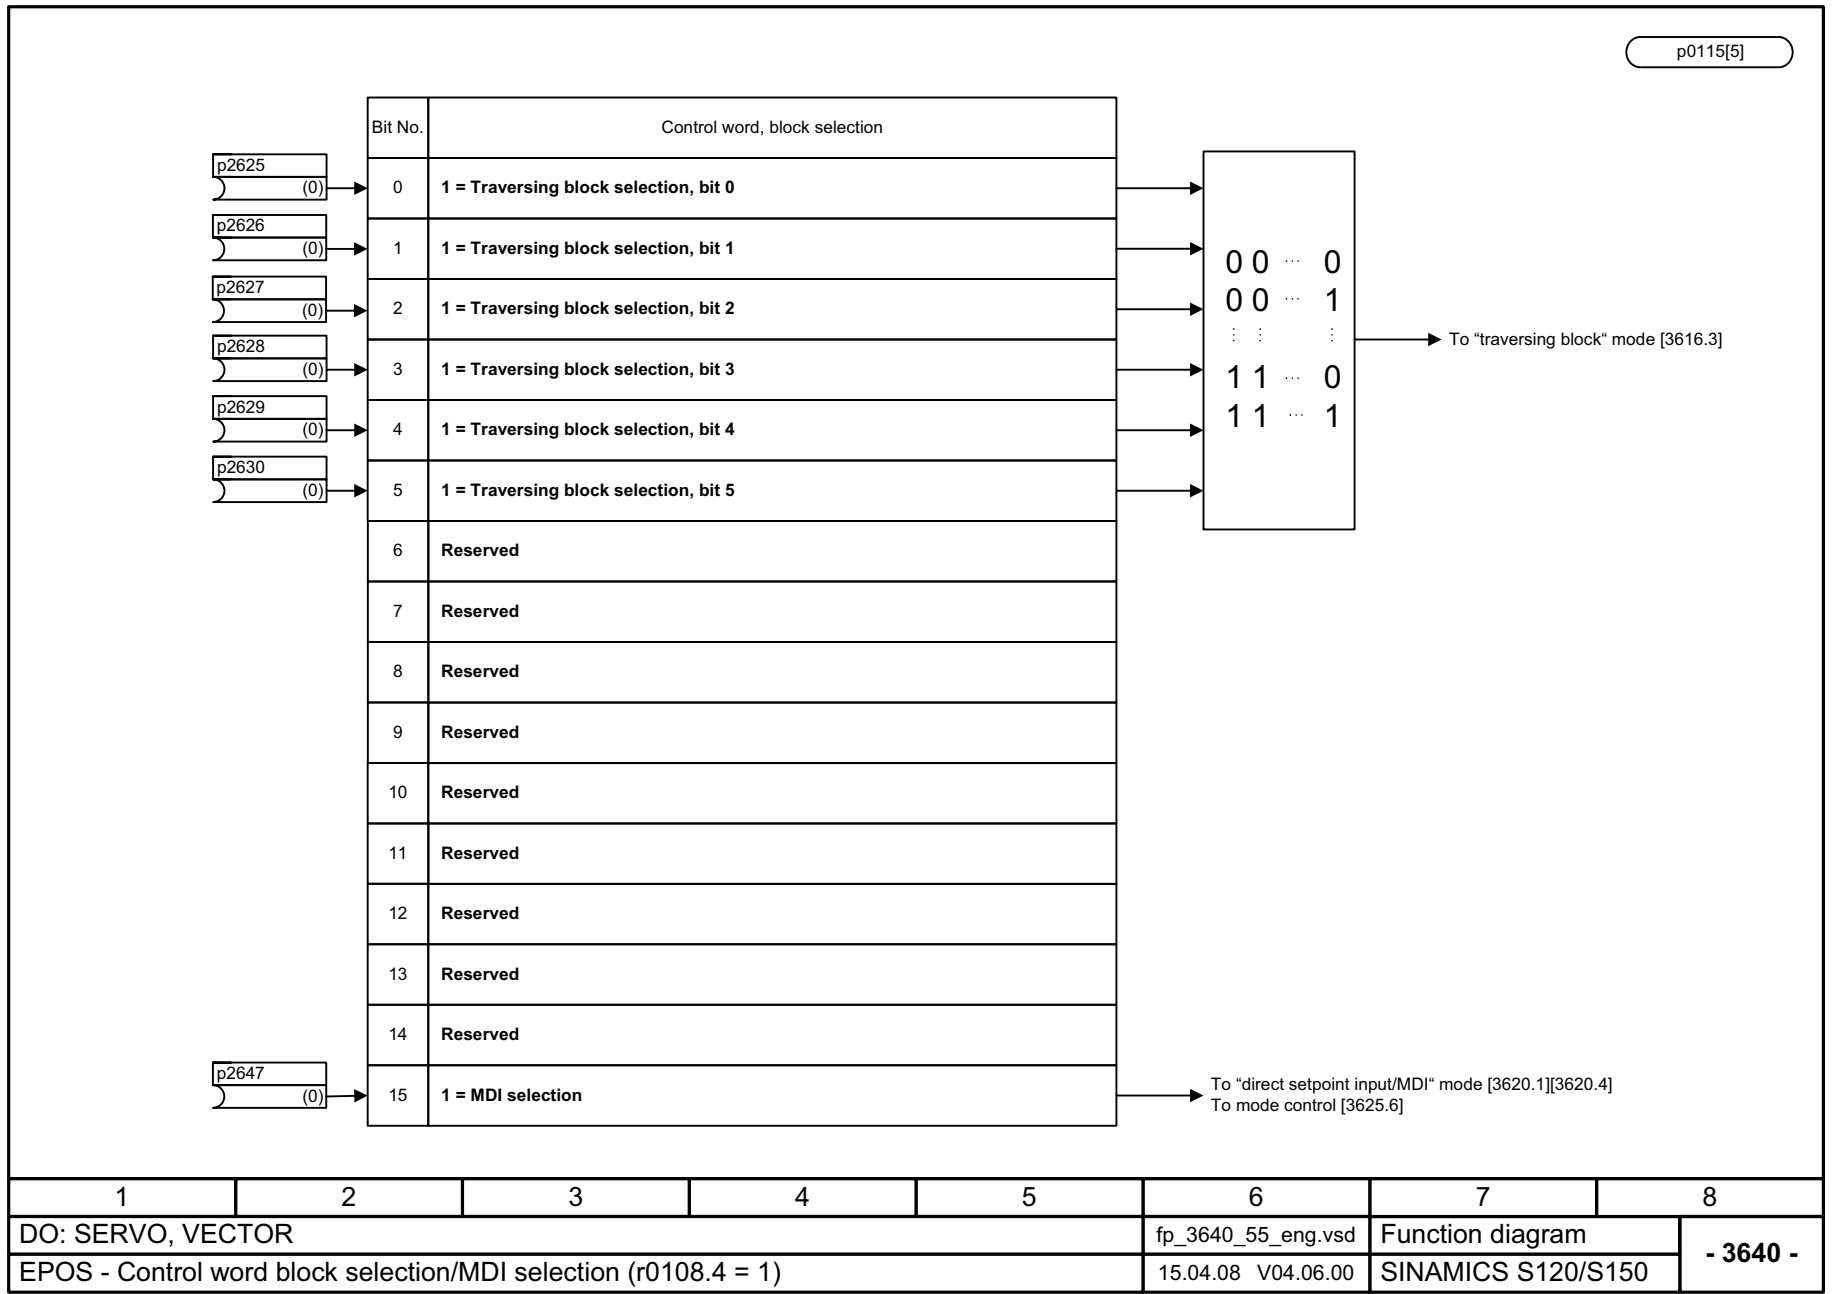 p0115[5]
Bit No. Control word, block selection
p2625
(0) 0 1 = Traversing block selection, bit 0
p2626
(0) 1 1 = Traversing block selection, bit 1
p2627
(0) 2 1 = Traversing block selection, bit 2
p2628
(0) 3 1 = Traversing block selection, bit 3
p2629
(0) 4 1 = Traversing block selection, bit 4
p2630
(0) 5 1 = Traversing block selection, bit 5
0 0 ... 0
0 0 ... 1
⋮ ⋮ ⋮
1 1 ... 0
1 1 ... 1
To “traversing block“ mode [3616.3]
6 Reserved
7 Reserved
8 Reserved
9 Reserved
10 Reserved
11 Reserved
12 Reserved
13 Reserved
14 Reserved
p2647
(0) 15 1 = MDI selection
To “direct setpoint input/MDI“ mode [3620.1][3620.4]
To mode control [3625.6]
1 2 3 4 5 6 7 8
DO: SERVO, VECTOR fp_3640_55_eng.vsd Function diagram
EPOS - Control word block selection/MDI selection (r0108.4 = 1) 15.04.08 V04.06.00 SINAMICS S120/S150
- 3640 -